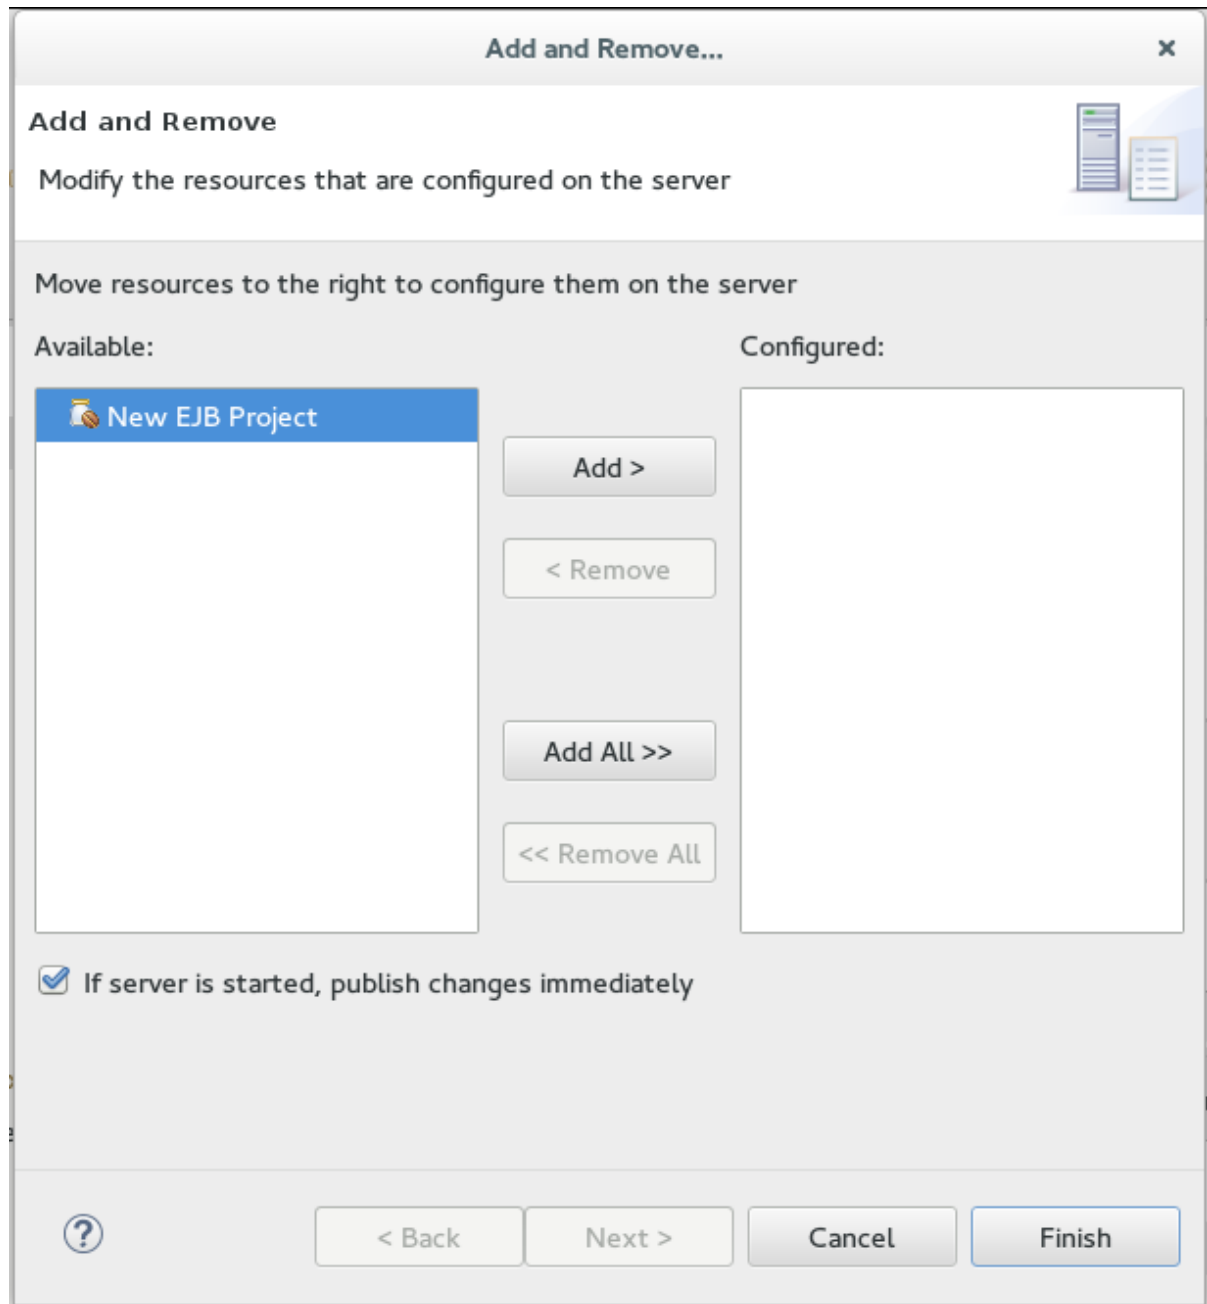 Add and Remove...
Add and Remove
Modify the resources that are configured on the server
Move resources to the right to configure them on the server
Available:
Configured:
New EJB Project
Add >
< Remove
Add All >>
<< Remove All
If server is started, publish changes immediately
< Back
Next >
Cancel
Finish